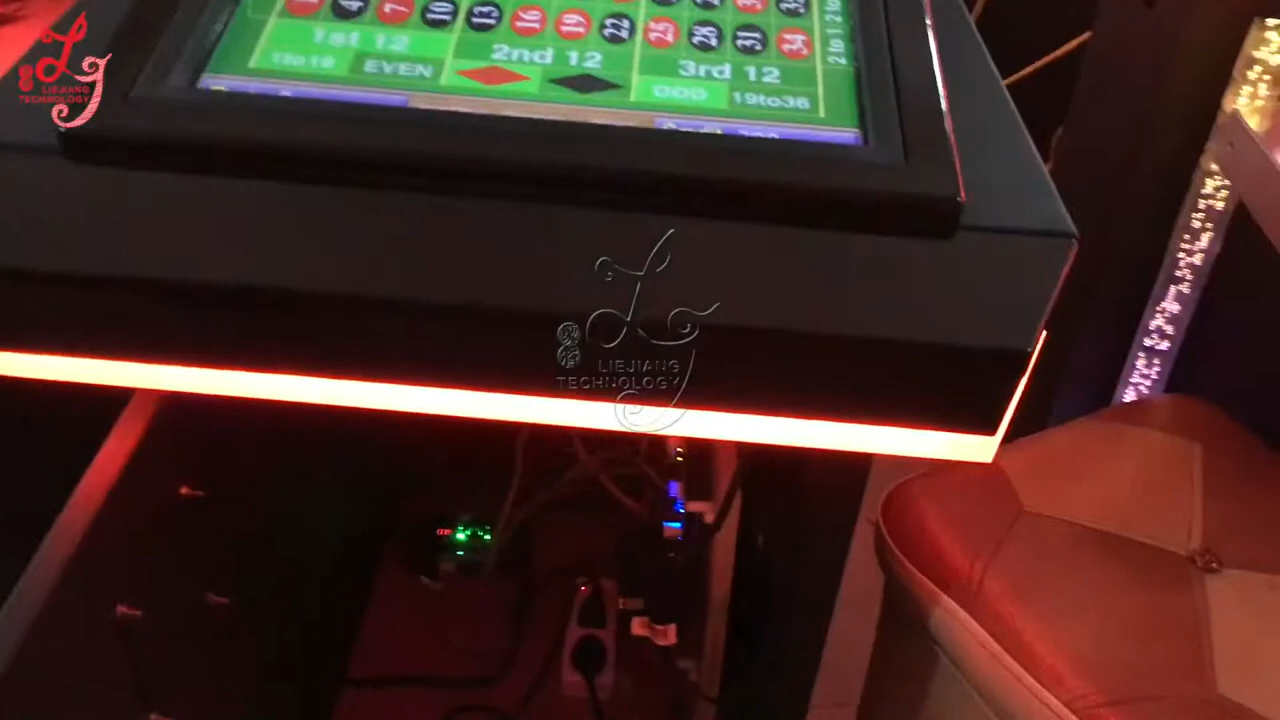 4 7 10 13 16 19 22 25 28 31 34
2 to 1
1st 12
2nd 12
3rd 12
1to18
EVEN
ODD
19to36
LIEJIANG
TECHNOLOGY
LIEJIANG
TECHNOLOGY